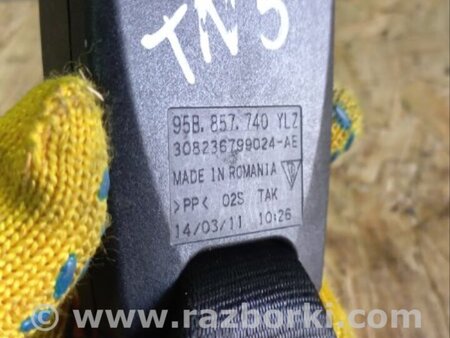 TN 5
95B. 857. 740 YLZ
308236799024-AE
MADE IN ROMANIA
>PP< 02S TAK
14/03/11 10:26
www.razborki.com